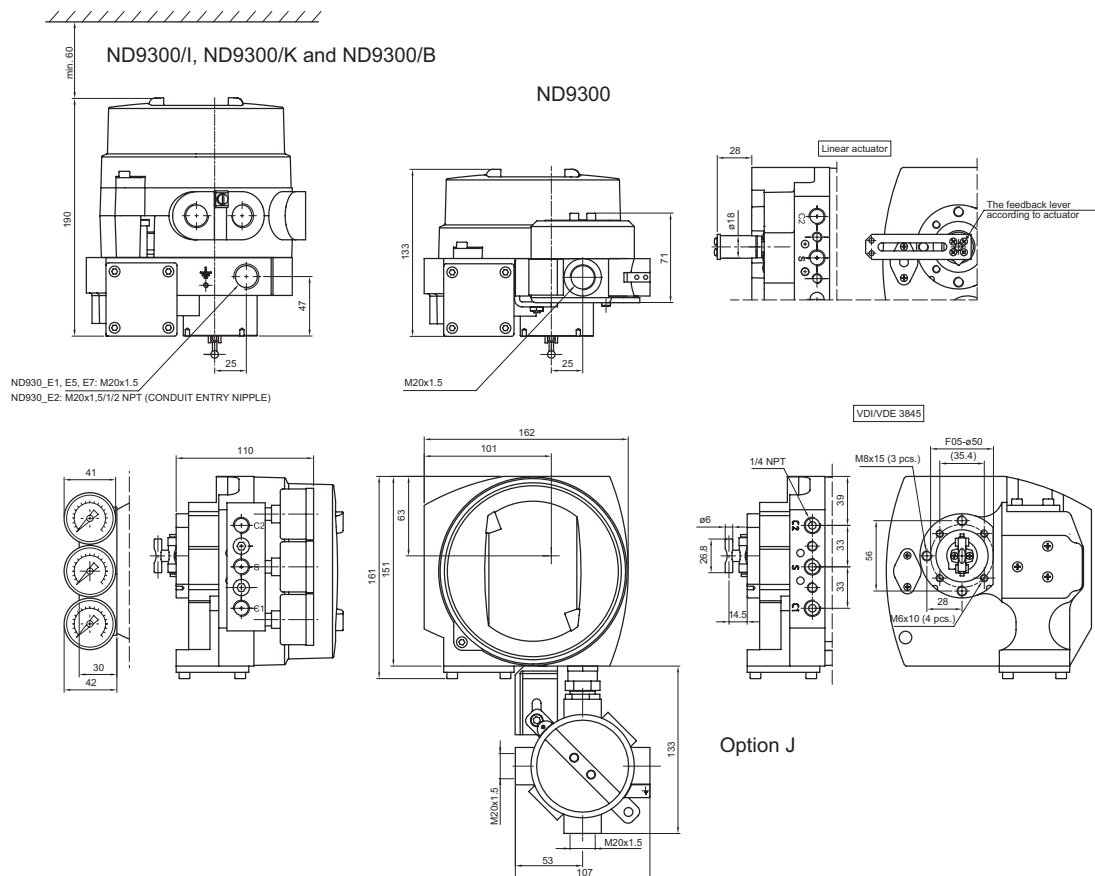 ND9300/I, ND9300/K and ND9300/B
min. 60
190
47
25
ND930_E1, E5, E7: M20x1.5
ND930_E2: M20x1,5/1/2 NPT (CONDUIT ENTRY NIPPLE)
ND9300
133
71
25
M20x1.5
Linear actuator
28
ø18
C2
S
The feedback lever
according to actuator
41
30
42
110
C2
S
C1
162
101
63
161
151
133
M20x1.5
M20x1.5
53
107
Option J
VDI/VDE 3845
1/4 NPT
ø6
26.8
14.5
C2
S
C1
39
33
33
F05-ø50
(35.4)
M8x15 (3 pcs.)
56
28
M6x10 (4 pcs.)